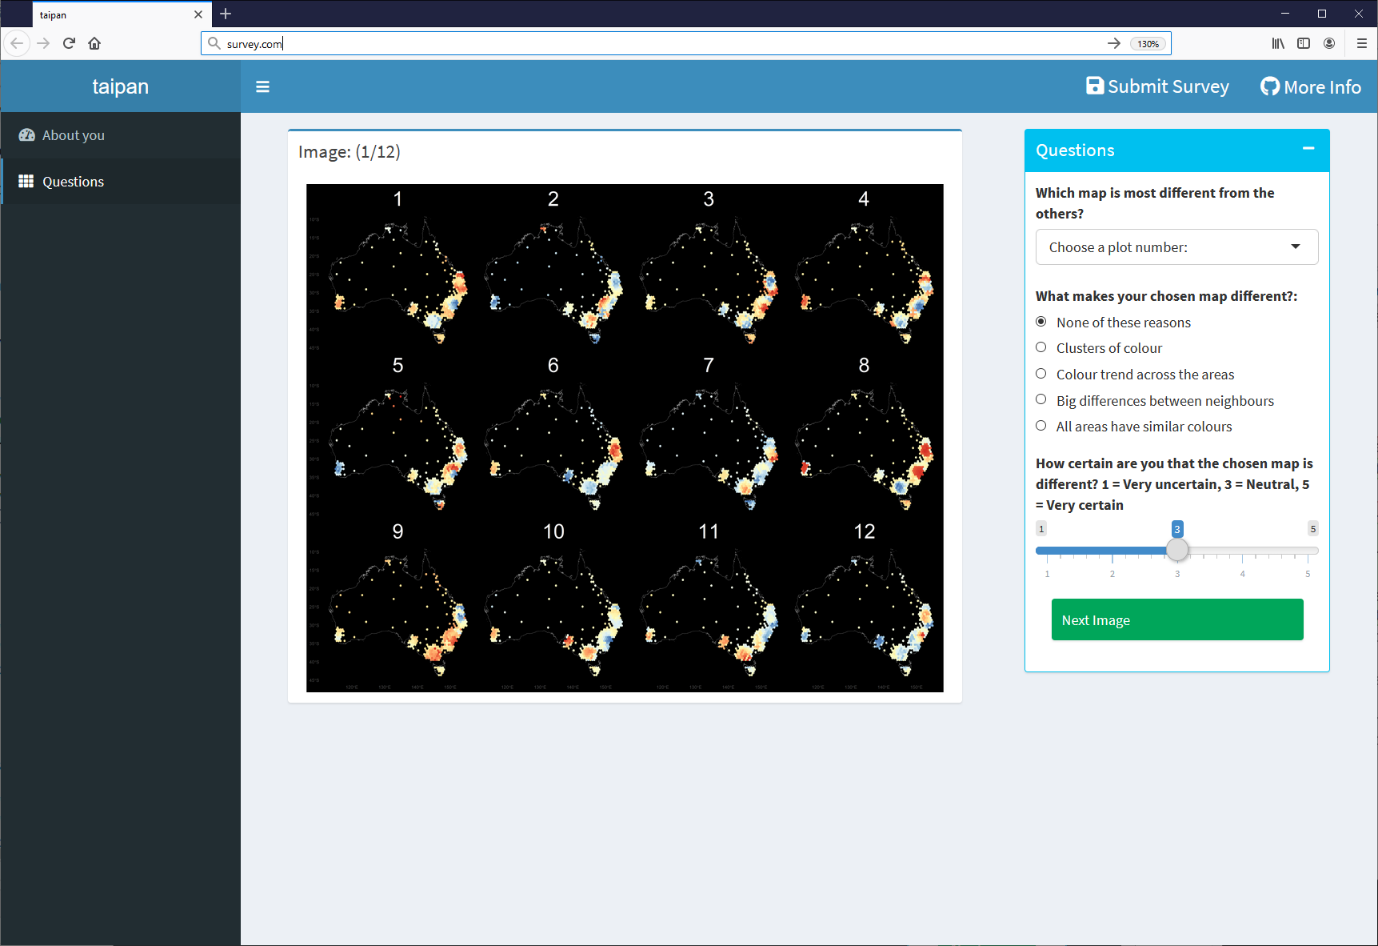 taipan
survey.com
130%
taipan
Submit Survey
More Info
About you
Questions
Image: (1/12)
1
2
3
4
5
6
7
8
9
10
11
12
Questions
Which map is most different from the
others?
Choose a plot number:
What makes your chosen map different?:
None of these reasons
Clusters of colour
Colour trend across the areas
Big differences between neighbours
All areas have similar colours
How certain are you that the chosen map is
different? 1 = Very uncertain, 3 = Neutral, 5
= Very certain
1
3
5
1 2 3 4 5
Next Image